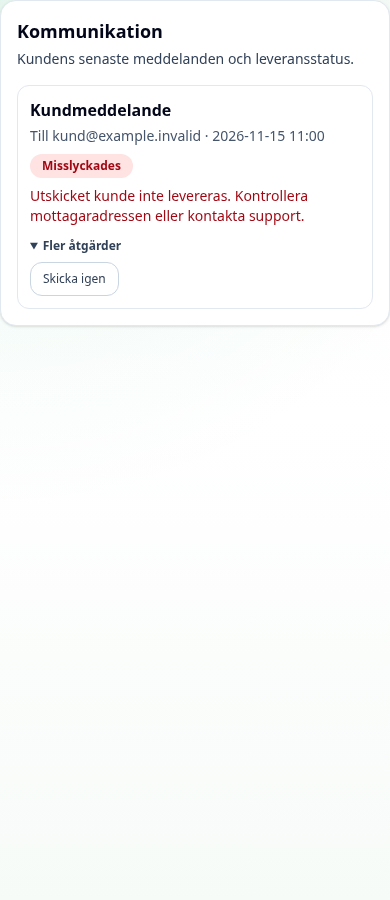 Kommunikation
Kundens senaste meddelanden och leveransstatus.
Kundmeddelande
Till kund@example.invalid · 2026-11-15 11:00
Misslyckades
Utskicket kunde inte levereras. Kontrollera
mottagaradressen eller kontakta support.
▼ Fler åtgärder
Skicka igen